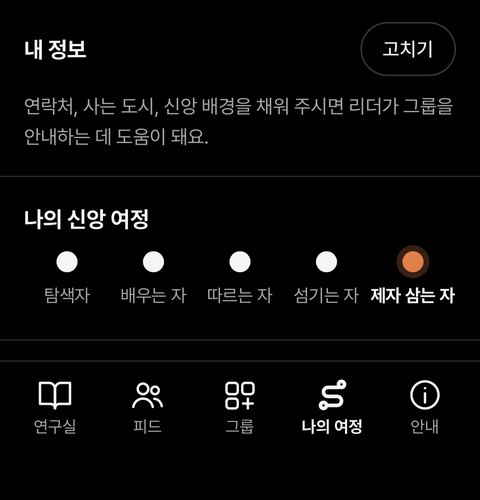 내 정보
고치기
연락처, 사는 도시, 신앙 배경을 채워 주시면 리더가 그룹을
안내하는 데 도움이 돼요.
나의 신앙 여정
탐색자 배우는 자 따르는 자 섬기는 자 제자 삼는 자
연구실 피드 그룹 나의 여정 안내